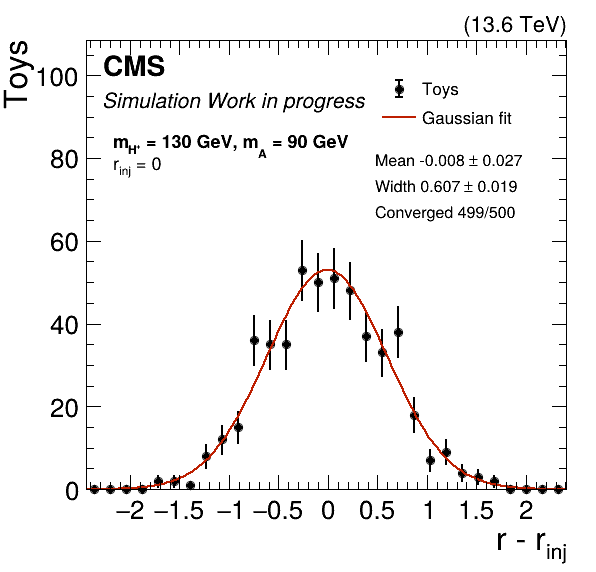 (13.6 TeV)
CMS
Simulation Work in progress
m_H⁺ = 130 GeV, m_A = 90 GeV
r_inj = 0
Toys
Gaussian fit
Mean -0.008 ± 0.027
Width 0.607 ± 0.019
Converged 499/500
Toys
100
80
60
40
20
0
−2 −1.5 −1 −0.5 0 0.5 1 1.5 2
r - r_inj